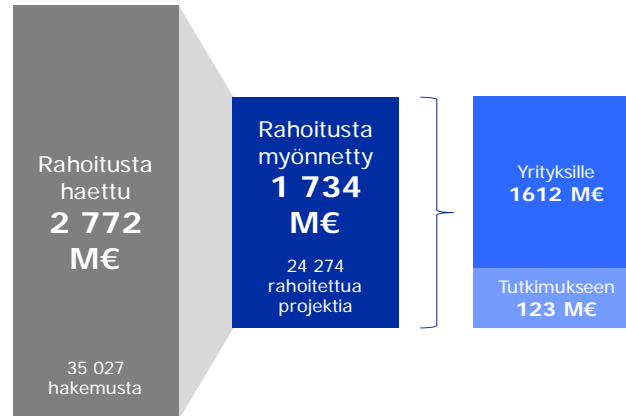 Rahoitusta
haettu
2 772
M€
35 027
hakemusta
Rahoitusta
myönnetty
1 734
M€
24 274
rahoitettua
projektia
Yrityksille
1612 M€
Tutkimukseen
123 M€